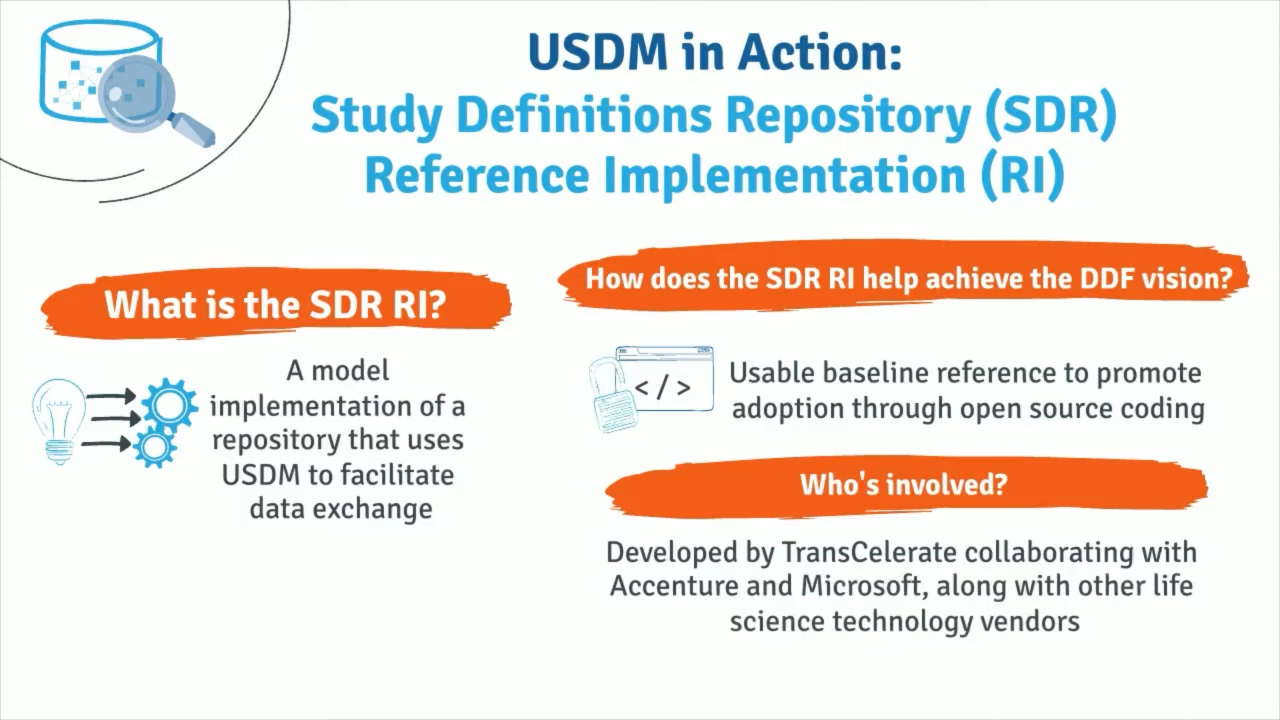 USDM in Action:
Study Definitions Repository (SDR)
Reference Implementation (RI)
What is the SDR RI?
A model
implementation of a
repository that uses
USDM to facilitate
data exchange
How does the SDR RI help achieve the DDF vision?
</>
Usable baseline reference to promote
adoption through open source coding
Who's involved?
Developed by TransCelerate collaborating with
Accenture and Microsoft, along with other life
science technology vendors